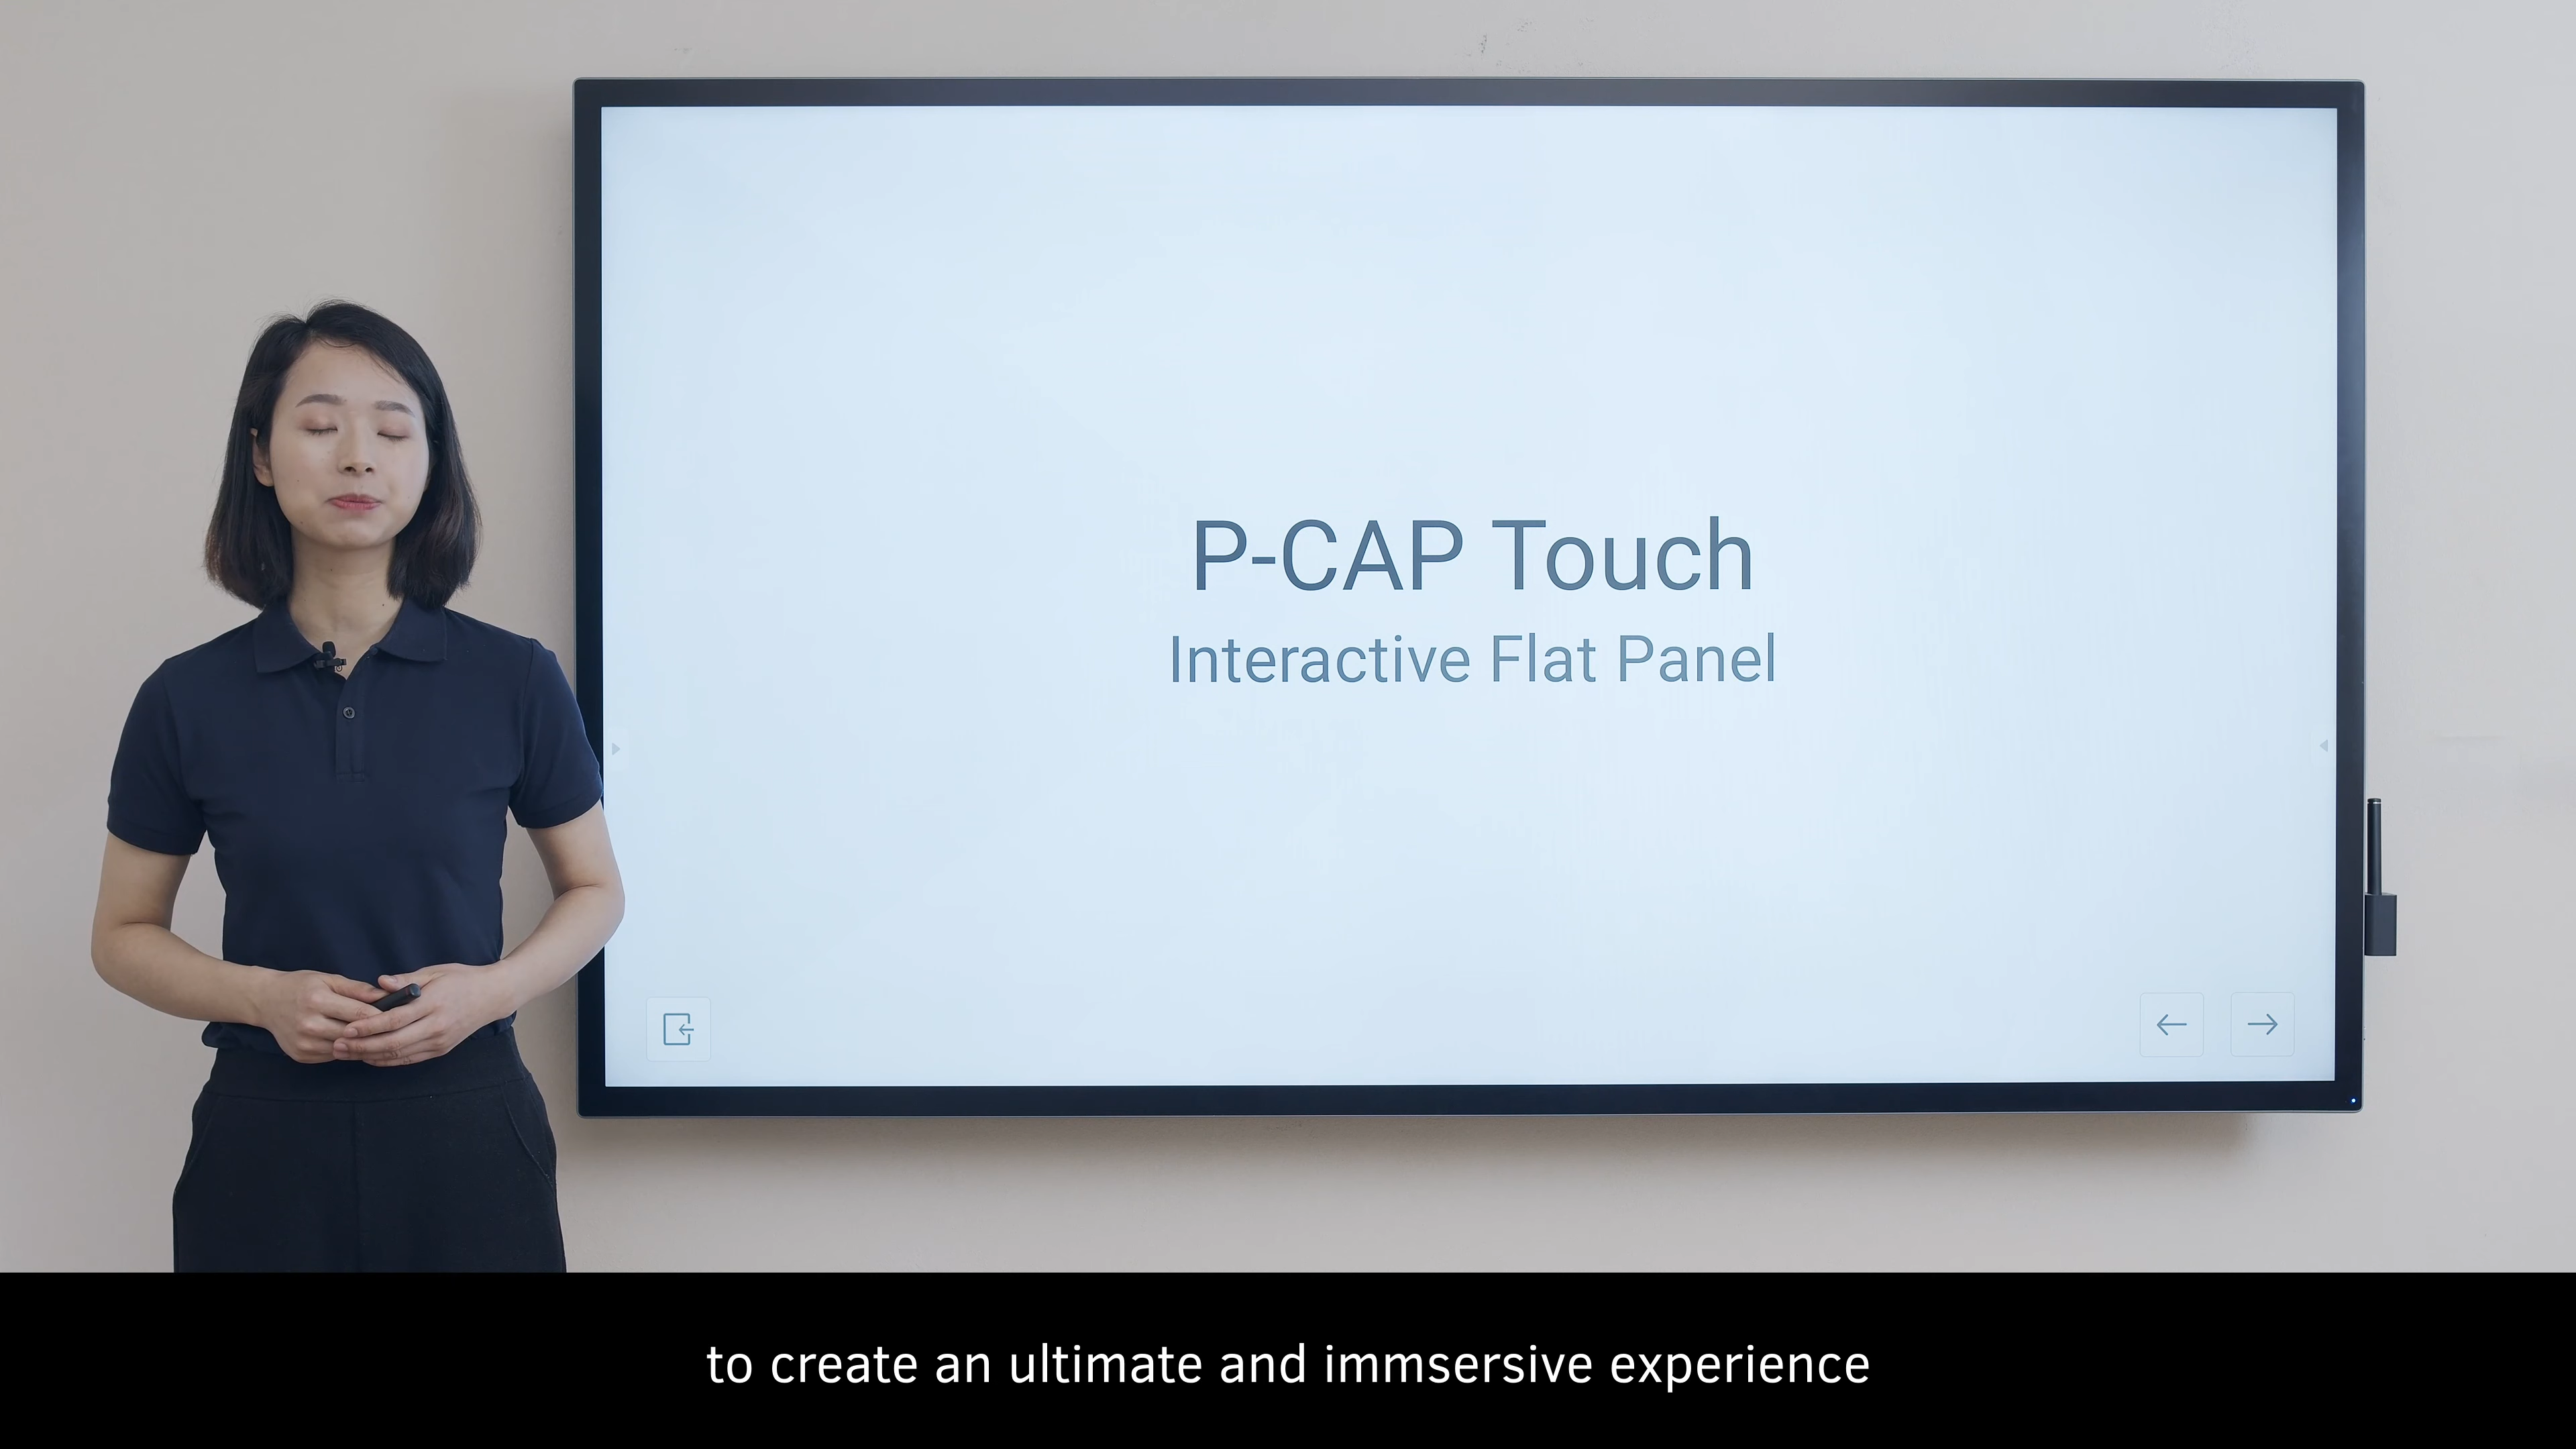 P-CAP Touch
Interactive Flat Panel
to create an ultimate and immsersive experience